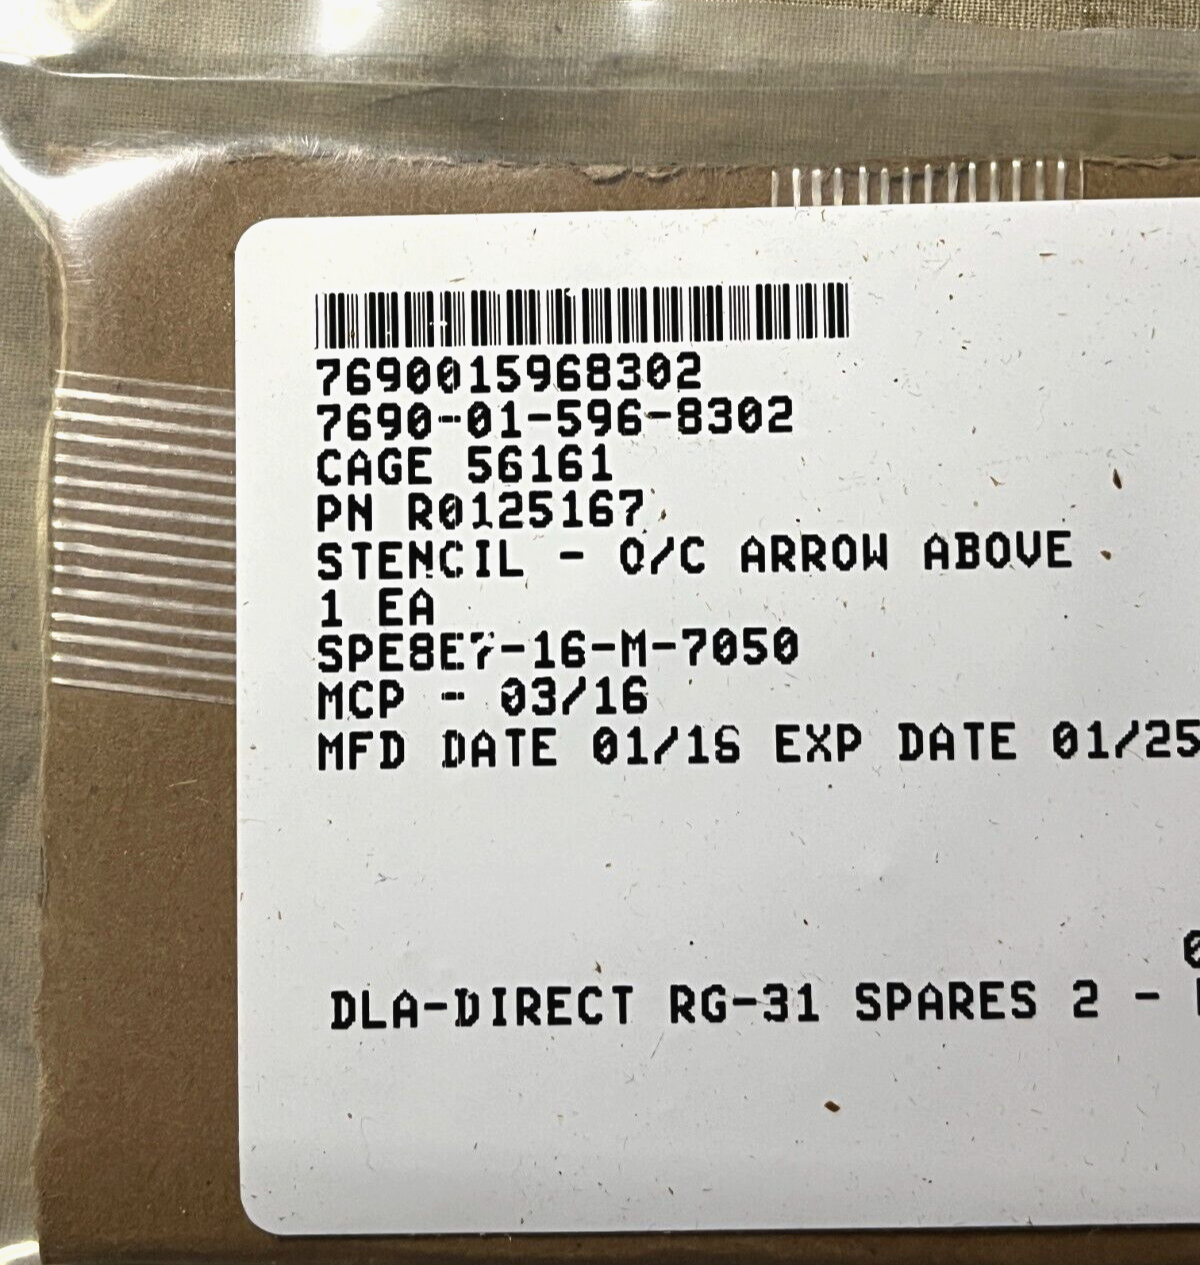 7690015968302
7690-01-596-8302
CAGE 56161
PN R0125167
STENCIL - O/C ARROW ABOVE
1 EA
SPE8E7-16-M-7050
MCP - 03/16
MFD DATE 01/16 EXP DATE 01/25
DLA-DIRECT RG-31 SPARES 2 -